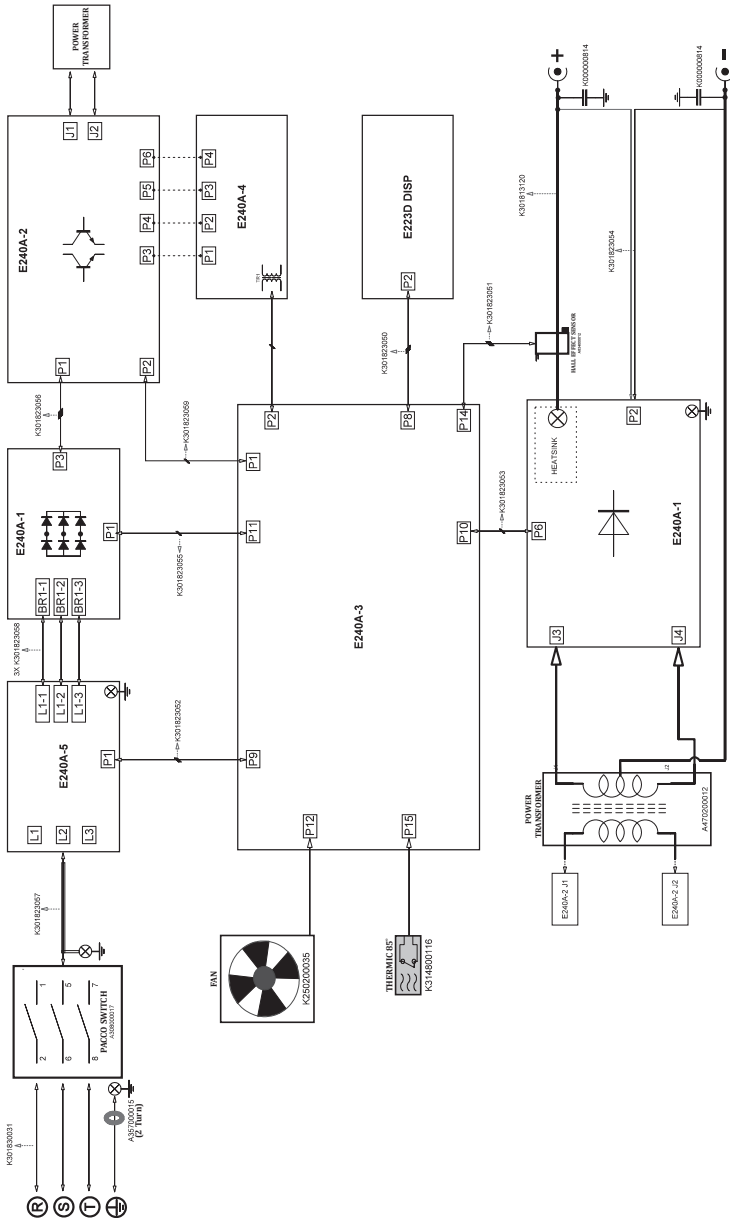 POWER
TRANSFORMER
J1
J2
E240A-2
P6
P5
P4
P3
P1
P2
P4
P3
P2
P1
E240A-4
TR1
E223D DISP
P2
K301823050
K301823051
HALL EFFECT SENSOR
K301813120
K301823054
+
K000000814
-
K000000814
K301823056
K301823059
P3
E240A-1
P1
BR1-1
BR1-2
BR1-3
3X K301823058
K301823055
L1-1
L1-2
L1-3
E240A-5
P1
L1
L2
L3
K301823052
K301823057
P2
P8
P14
P1
P11
P10
P9
P12
P15
E240A-3
K301823053
HEATSINK
P2
P6
E240A-1
J3
J4
J1
J2
POWER
TRANSFORMER
A470200012
E240A-2 J1
E240A-2 J2
FAN
K250200035
THERMIC 85°
K314800116
PACCO SWITCH
A308000017
1
5
7
2
6
8
A357000015
(2 Turn)
K301830031
R
S
T